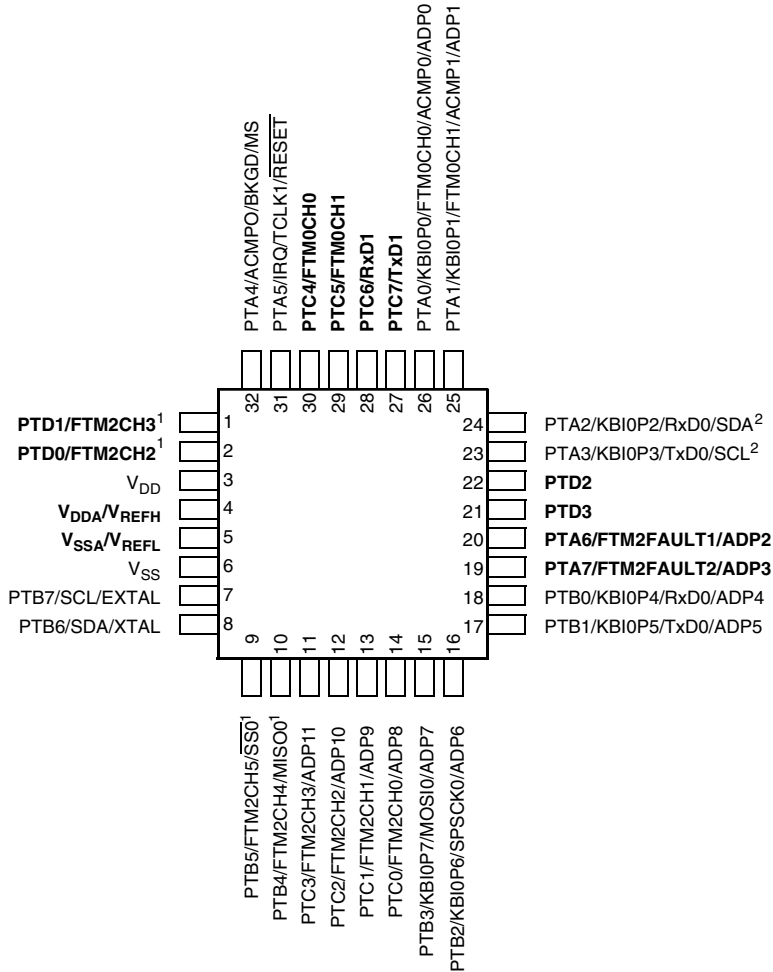 PTA4/ACMPO/BKGD/MS
PTA5/IRQ/TCLK1/RESET
PTC4/FTM0CH0
PTC5/FTM0CH1
PTC6/RxD1
PTC7/TxD1
PTA0/KBI0P0/FTM0CH0/ACMP0/ADP0
PTA1/KBI0P1/FTM0CH1/ACMP1/ADP1
32
31
30
29
28
27
26
25
PTD1/FTM2CH3¹ 1
PTD0/FTM2CH2¹ 2
VDD 3
VDDA/VREFH 4
VSSA/VREFL 5
VSS 6
PTB7/SCL/EXTAL 7
PTB6/SDA/XTAL 8
24 PTA2/KBI0P2/RxD0/SDA²
23 PTA3/KBI0P3/TxD0/SCL²
22 PTD2
21 PTD3
20 PTA6/FTM2FAULT1/ADP2
19 PTA7/FTM2FAULT2/ADP3
18 PTB0/KBI0P4/RxD0/ADP4
17 PTB1/KBI0P5/TxD0/ADP5
9
10
11
12
13
14
15
16
PTB5/FTM2CH5/SS0¹
PTB4/FTM2CH4/MISO0¹
PTC3/FTM2CH3/ADP11
PTC2/FTM2CH2/ADP10
PTC1/FTM2CH1/ADP9
PTC0/FTM2CH0/ADP8
PTB3/KBI0P7/MOSI0/ADP7
PTB2/KBI0P6/SPSCK0/ADP6